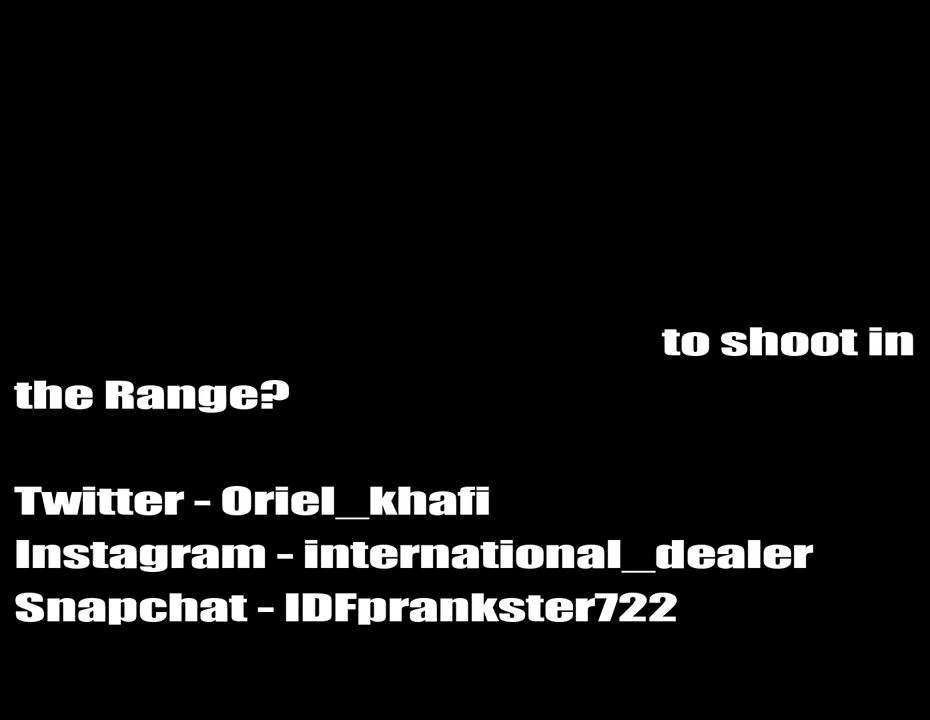 to shoot in
the Range?
Twitter - Oriel_khafi
Instagram - international_dealer
Snapchat - IDFprankster722